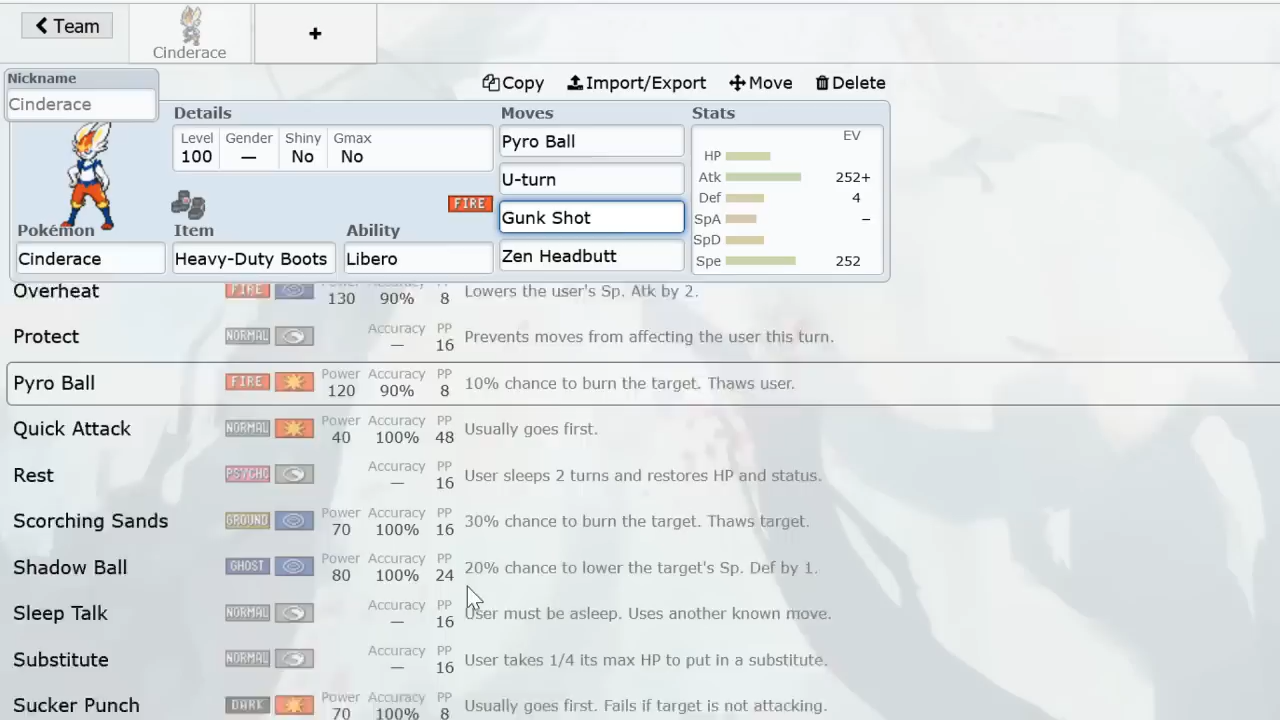 Team
Cinderace
+
Nickname
Cinderace
Copy Import/Export Move Delete
Details
Level Gender Shiny Gmax
100 — No No
Moves
Pyro Ball
U-turn
Gunk Shot
Zen Headbutt
Stats
EV
HP
Atk 252+
Def 4
SpA –
SpD
Spe 252
FIRE
Pokémon Item Ability
Cinderace Heavy-Duty Boots Libero
Overheat FIRE 130 90% 8 Lowers the user's Sp. Atk by 2.
Accuracy PP
Protect NORMAL — 16 Prevents moves from affecting the user this turn.
Power Accuracy PP
Pyro Ball FIRE 120 90% 8 10% chance to burn the target. Thaws user.
Power Accuracy PP
Quick Attack NORMAL 40 100% 48 Usually goes first.
Accuracy PP
Rest PSYCHC — 16 User sleeps 2 turns and restores HP and status.
Power Accuracy PP
Scorching Sands GROUND 70 100% 16 30% chance to burn the target. Thaws target.
Power Accuracy PP
Shadow Ball GHOST 80 100% 24 20% chance to lower the target's Sp. Def by 1.
Accuracy PP
Sleep Talk NORMAL — 16 User must be asleep. Uses another known move.
Accuracy PP
Substitute NORMAL — 16 User takes 1/4 its max HP to put in a substitute.
Power Accuracy PP
Sucker Punch DARK 70 100% 8 Usually goes first. Fails if target is not attacking.